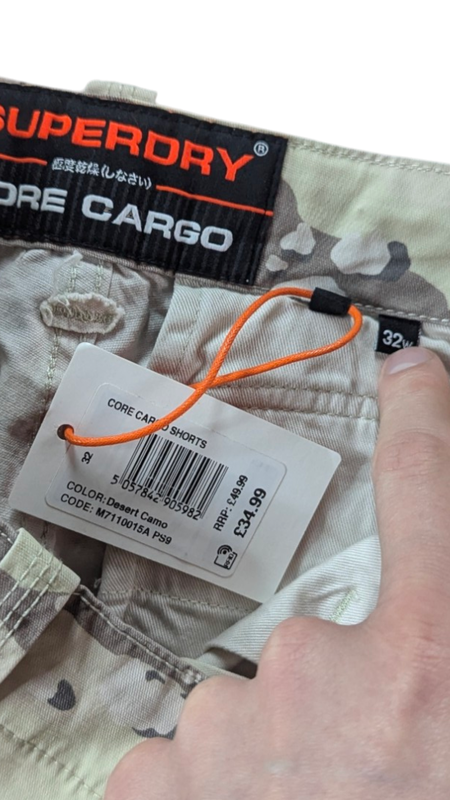 SUPERDRY®
極度乾燥(しなさい)
ORE CARGO
32W
CORE CARGO SHORTS
32
5 057842 905982
COLOR: Desert Camo
CODE: M7110015A PS9
RRP: £49.99
£34.99